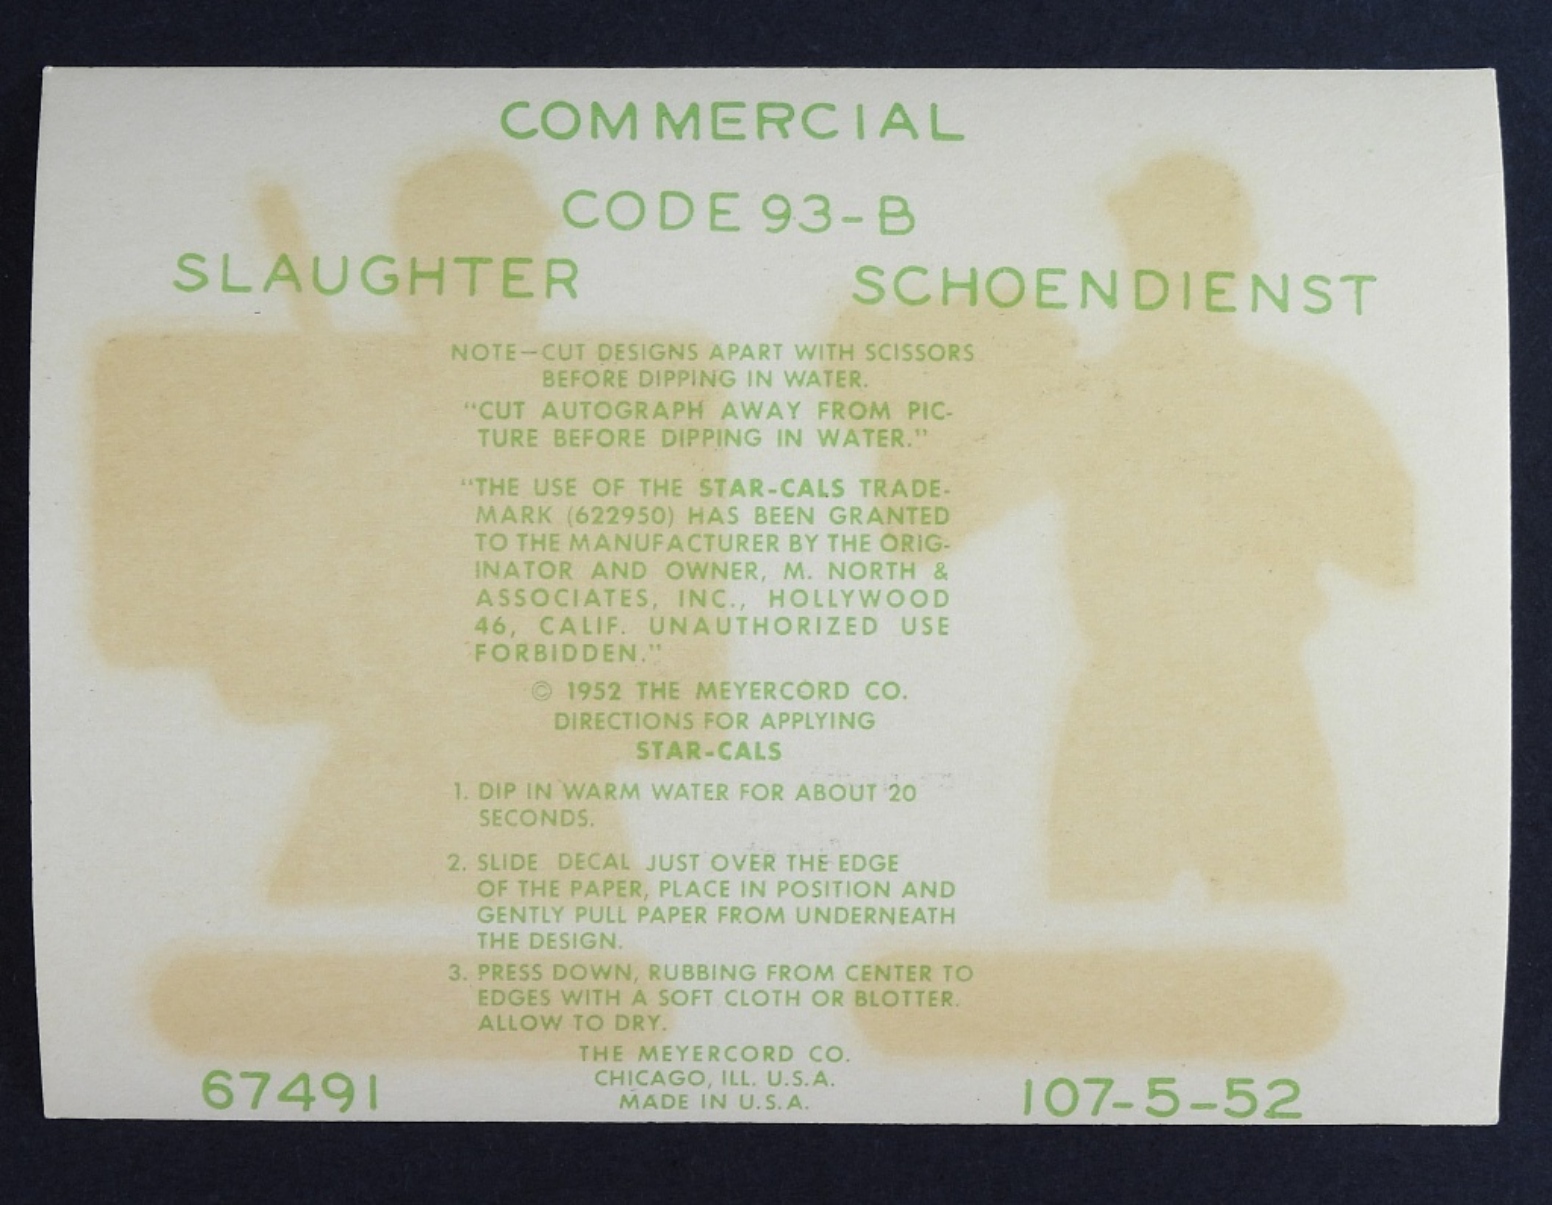 COMMERCIAL
CODE 93-B
SLAUGHTER SCHOENDIENST
NOTE—CUT DESIGNS APART WITH SCISSORS
BEFORE DIPPING IN WATER.
"CUT AUTOGRAPH AWAY FROM PIC-
TURE BEFORE DIPPING IN WATER."
"THE USE OF THE STAR-CALS TRADE-
MARK (622950) HAS BEEN GRANTED
TO THE MANUFACTURER BY THE ORIG-
INATOR AND OWNER, M. NORTH &
ASSOCIATES, INC., HOLLYWOOD
46, CALIF. UNAUTHORIZED USE
FORBIDDEN."
© 1952 THE MEYERCORD CO.
DIRECTIONS FOR APPLYING
STAR-CALS
1. DIP IN WARM WATER FOR ABOUT 20
SECONDS.
2. SLIDE DECAL JUST OVER THE EDGE
OF THE PAPER, PLACE IN POSITION AND
GENTLY PULL PAPER FROM UNDERNEATH
THE DESIGN.
3. PRESS DOWN, RUBBING FROM CENTER TO
EDGES WITH A SOFT CLOTH OR BLOTTER.
ALLOW TO DRY.
THE MEYERCORD CO.
CHICAGO, ILL. U.S.A.
MADE IN U.S.A.
67491 107-5-52